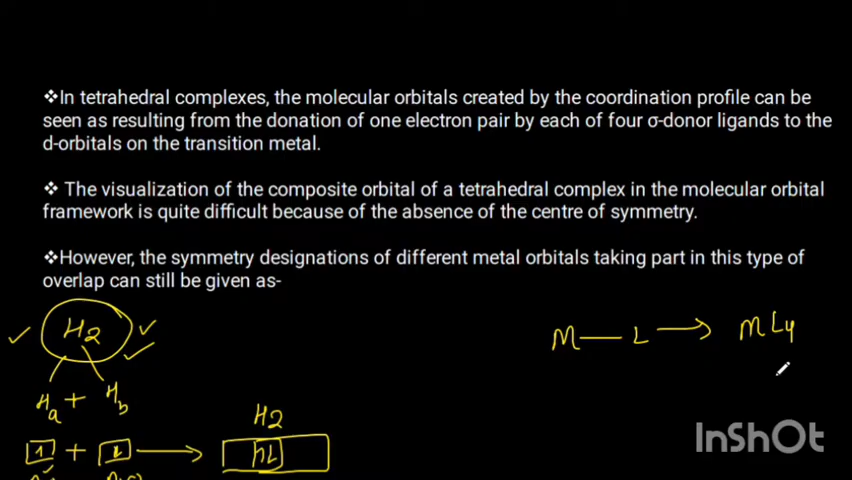 ❖In tetrahedral complexes, the molecular orbitals created by the coordination profile can be
seen as resulting from the donation of one electron pair by each of four σ-donor ligands to the
d-orbitals on the transition metal.
❖ The visualization of the composite orbital of a tetrahedral complex in the molecular orbital
framework is quite difficult because of the absence of the centre of symmetry.
❖However, the symmetry designations of different metal orbitals taking part in this type of
overlap can still be given as-
H2
M — L → ML4
Ha + Hb
H2
1 + 1 → 1L
InShOt